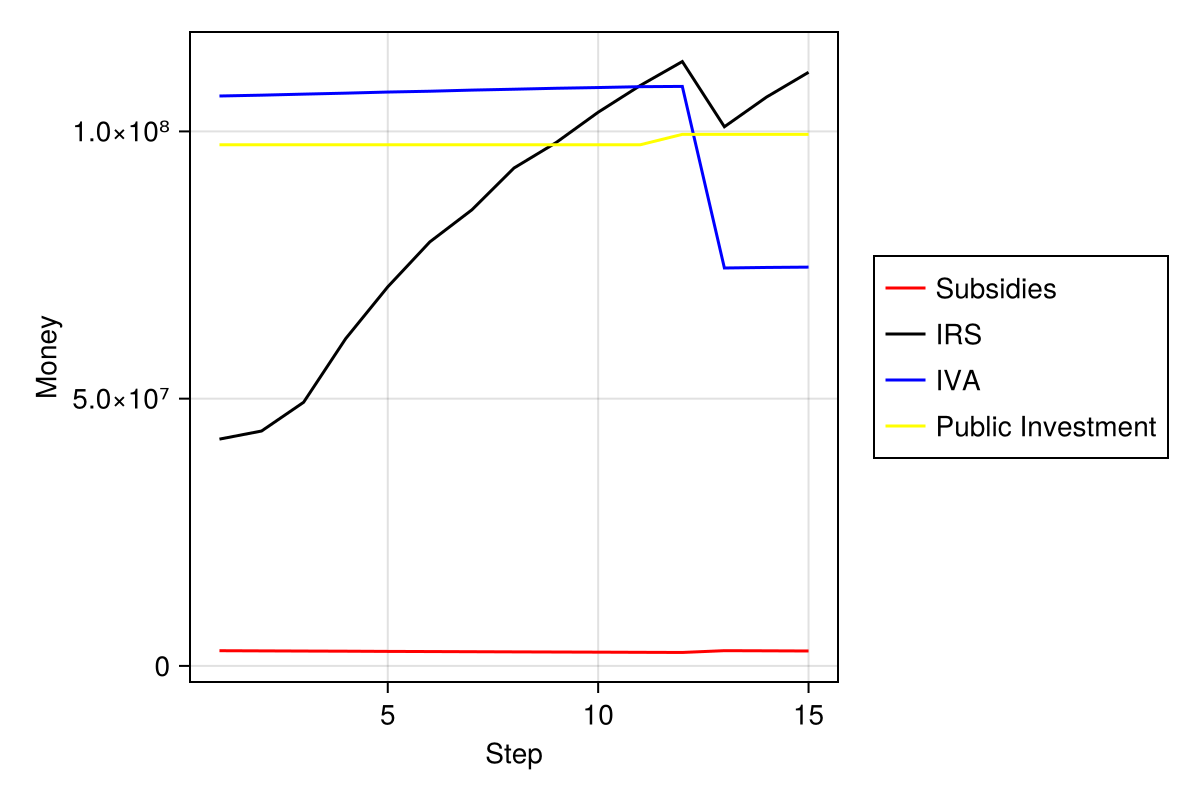 1.0×10⁸
5.0×10⁷
0
Money
5
10
15
Step
Subsidies
IRS
IVA
Public Investment